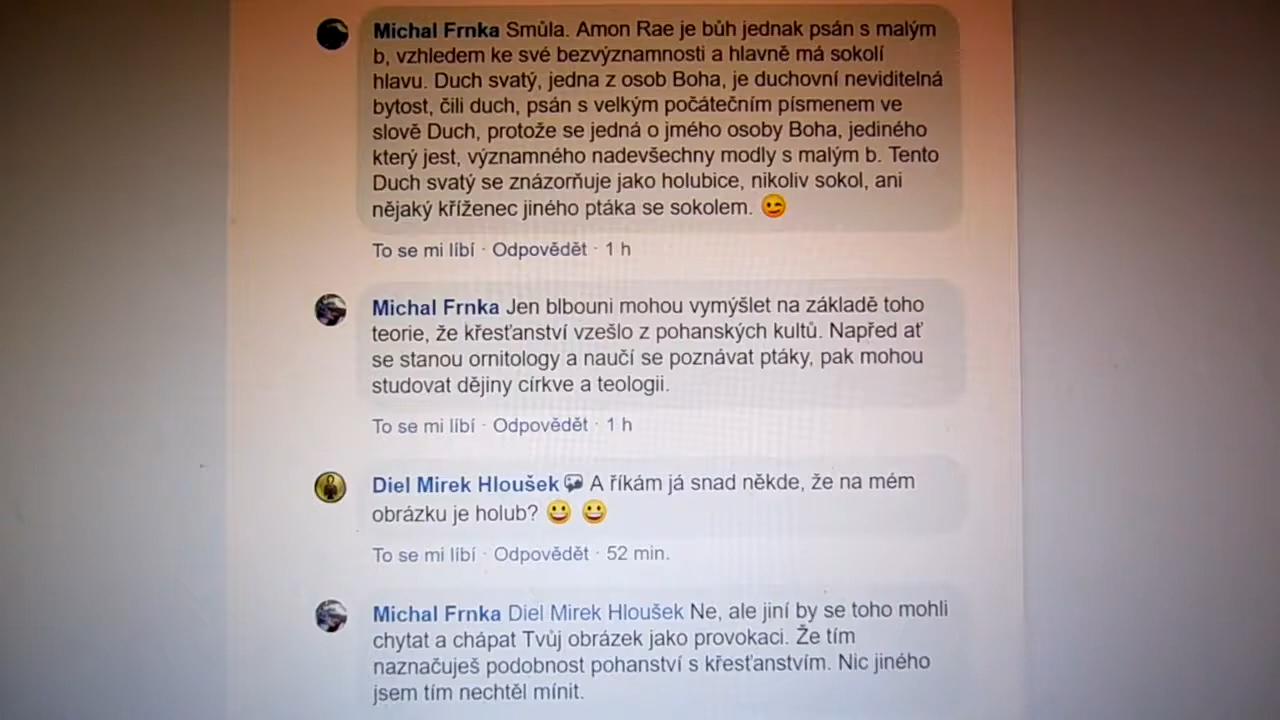 Michal Frnka Smůla. Amon Rae je bůh jednak psán s malým
b, vzhledem ke své bezvýznamnosti a hlavně má sokolí
hlavu. Duch svatý, jedna z osob Boha, je duchovní neviditelná
bytost, čili duch, psán s velkým počátečním písmenem ve
slově Duch, protože se jedná o jmého osoby Boha, jediného
který jest, významného nadevšechny modly s malým b. Tento
Duch svatý se znázorňuje jako holubice, nikoliv sokol, ani
nějaký kříženec jiného ptáka se sokolem. 😉
To se mi líbí · Odpovědět · 1 h
Michal Frnka Jen blbouni mohou vymýšlet na základě toho
teorie, že křesťanství vzešlo z pohanských kultů. Napřed ať
se stanou ornitology a naučí se poznávat ptáky, pak mohou
studovat dějiny církve a teologii.
To se mi líbí · Odpovědět · 1 h
Diel Mirek Hloušek A říkám já snad někde, že na mém
obrázku je holub? 😀 😀
To se mi líbí · Odpovědět · 52 min.
Michal Frnka Diel Mirek Hloušek Ne, ale jiní by se toho mohli
chytat a chápat Tvůj obrázek jako provokaci. Že tím
naznačuješ podobnost pohanství s křesťanstvím. Nic jiného
jsem tím nechtěl mínit.